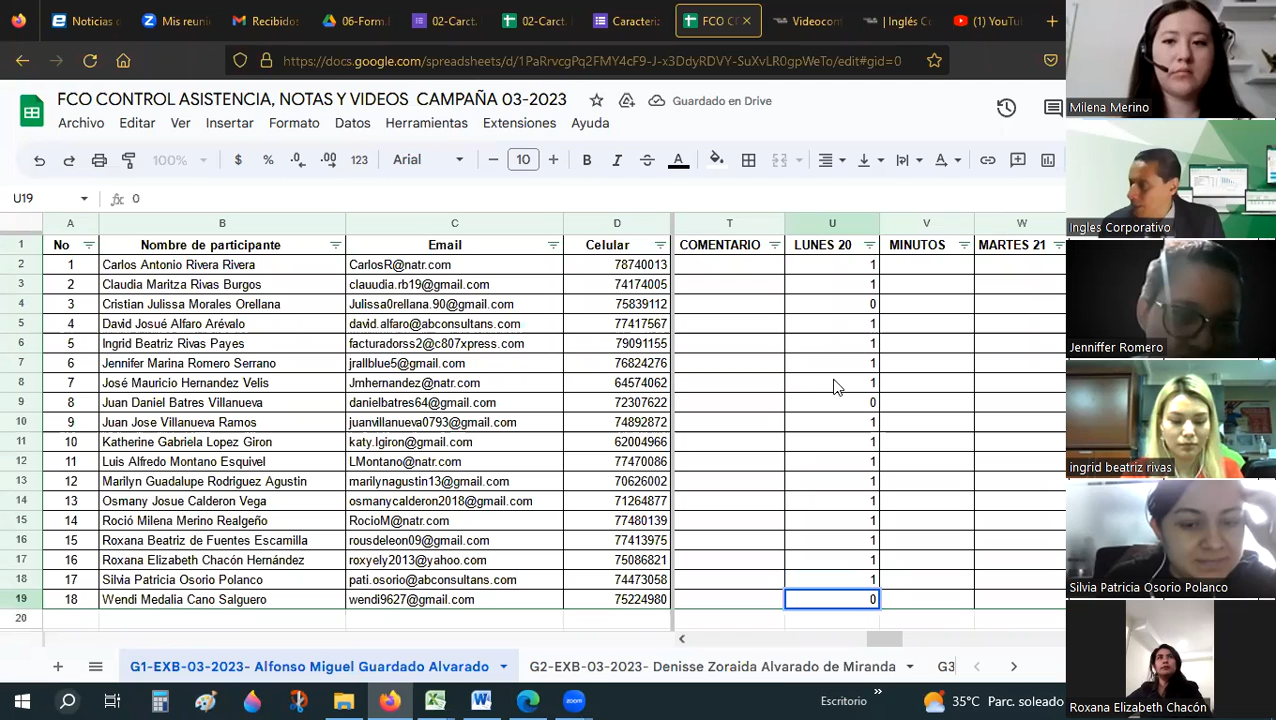 Noticias d
Mis reuni
Recibidos
06-Form.
02-Carct.
02-Carct.
Caracteriz
FCO C
Videoconf
Inglés Co
(1) YouTu
https://docs.google.com/spreadsheets/d/1PaRrvcgPq2FMY4cF9-J-x3DdyRDVY-SuXvLR0gpWeTo/edit#gid=0
FCO CONTROL ASISTENCIA, NOTAS Y VIDEOS CAMPAÑA 03-2023
Guardado en Drive
Archivo Editar Ver Insertar Formato Datos Herramientas Extensiones Ayuda
100% $ % .0 .00 123 Arial 10 B I A
U19 fx 0
A B C D T U V W
1 No Nombre de participante Email Celular COMENTARIO LUNES 20 MINUTOS MARTES 21
2 1 Carlos Antonio Rivera Rivera CarlosR@natr.com 78740013 1
3 2 Claudia Maritza Rivas Burgos clauudia.rb19@gmail.com 74174005 1
4 3 Cristian Julissa Morales Orellana Julissa0rellana.90@gmail.com 75839112 0
5 4 David Josué Alfaro Arévalo david.alfaro@abconsultans.com 77417567 1
6 5 Ingrid Beatriz Rivas Payes facturadorss2@c807xpress.com 79091155 1
7 6 Jennifer Marina Romero Serrano jrallblue5@gmail.com 76824276 1
8 7 José Mauricio Hernandez Velis Jmhernandez@natr.com 64574062 1
9 8 Juan Daniel Batres Villanueva danielbatres64@gmail.com 72307622 0
10 9 Juan Jose Villanueva Ramos juanvillanueva0793@gmail.com 74892872 1
11 10 Katherine Gabriela Lopez Giron katy.lgiron@gmail.com 62004966 1
12 11 Luis Alfredo Montano Esquivel LMontano@natr.com 77470086 1
13 12 Marilyn Guadalupe Rodriguez Agustin marilynagustin13@gmail.com 70626002 1
14 13 Osmany Josue Calderon Vega osmanycalderon2018@gmail.com 71264877 1
15 14 Roció Milena Merino Realgeño RocioM@natr.com 77480139 1
16 15 Roxana Beatriz de Fuentes Escamilla rousdeleon09@gmail.com 77413975 1
17 16 Roxana Elizabeth Chacón Hernández roxyely2013@yahoo.com 75086821 1
18 17 Silvia Patricia Osorio Polanco pati.osorio@abconsultans.com 74473058 1
19 18 Wendi Medalia Cano Salguero wendi9627@gmail.com 75224980 0
20
G1-EXB-03-2023- Alfonso Miguel Guardado Alvarado G2-EXB-03-2023- Denisse Zoraida Alvarado de Miranda G3
Escritorio » 35°C Parc. soleado
Milena Merino
Ingles Corporativo
Jenniffer Romero
ingrid beatriz rivas
Silvia Patricia Osorio Polanco
Roxana Elizabeth Chacón